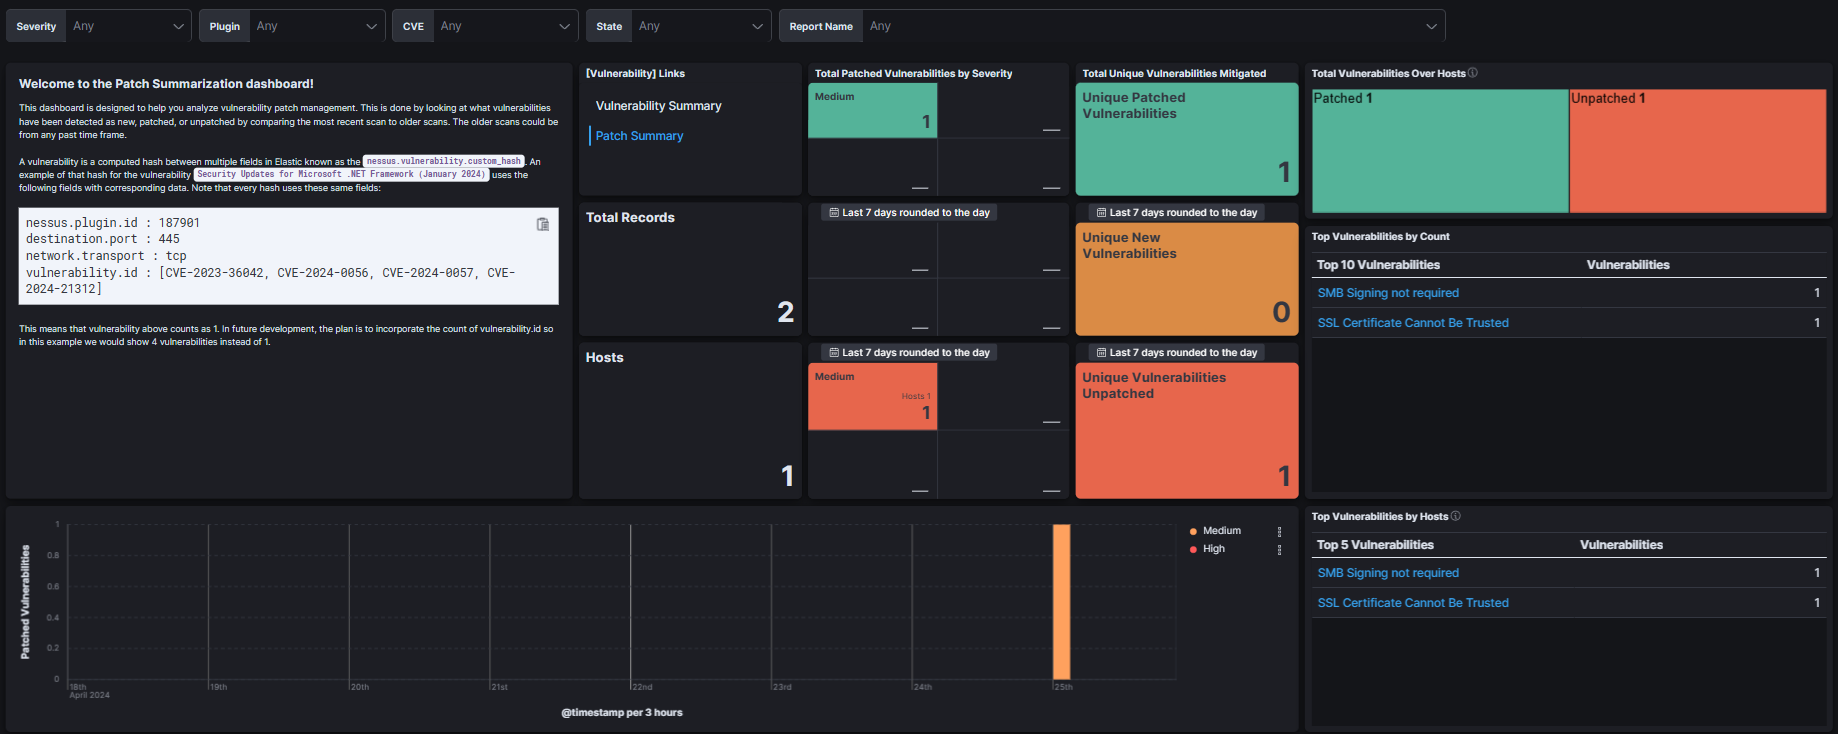 Severity Any
Plugin Any
CVE Any
State Any
Report Name Any
Welcome to the Patch Summarization dashboard!
This dashboard is designed to help you analyze vulnerability patch management. This is done by looking at what vulnerabilities
have been detected as new, patched, or unpatched by comparing the most recent scan to older scans. The older scans could be
from any past time frame.
A vulnerability is a computed hash between multiple fields in Elastic known as the nessus.vulnerability.custom_hash . An
example of that hash for the vulnerability Security Updates for Microsoft .NET Framework (January 2024) uses the
following fields with corresponding data. Note that every hash uses these same fields:
nessus.plugin.id : 187901
destination.port : 445
network.transport : tcp
vulnerability.id : [CVE-2023-36042, CVE-2024-0056, CVE-2024-0057, CVE-
2024-21312]
This means that vulnerability above counts as 1. In future development, the plan is to incorporate the count of vulnerability.id so
in this example we would show 4 vulnerabilities instead of 1.
[Vulnerability] Links
Vulnerability Summary
Patch Summary
Total Records
2
Hosts
1
Total Patched Vulnerabilities by Severity
Medium
1
Last 7 days rounded to the day
Last 7 days rounded to the day
Medium
Hosts 1
1
Total Unique Vulnerabilities Mitigated
Unique Patched
Vulnerabilities
1
Last 7 days rounded to the day
Unique New
Vulnerabilities
0
Last 7 days rounded to the day
Unique Vulnerabilities
Unpatched
1
Total Vulnerabilities Over Hosts
Patched 1
Unpatched 1
Top Vulnerabilities by Count
Top 10 Vulnerabilities Vulnerabilities
SMB Signing not required 1
SSL Certificate Cannot Be Trusted 1
Patched Vulnerabilities
1
0.8
0.6
0.4
0.2
0
18th 19th 20th 21st 22nd 23rd 24th 25th
April 2024
@timestamp per 3 hours
Medium
High
Top Vulnerabilities by Hosts
Top 5 Vulnerabilities Vulnerabilities
SMB Signing not required 1
SSL Certificate Cannot Be Trusted 1